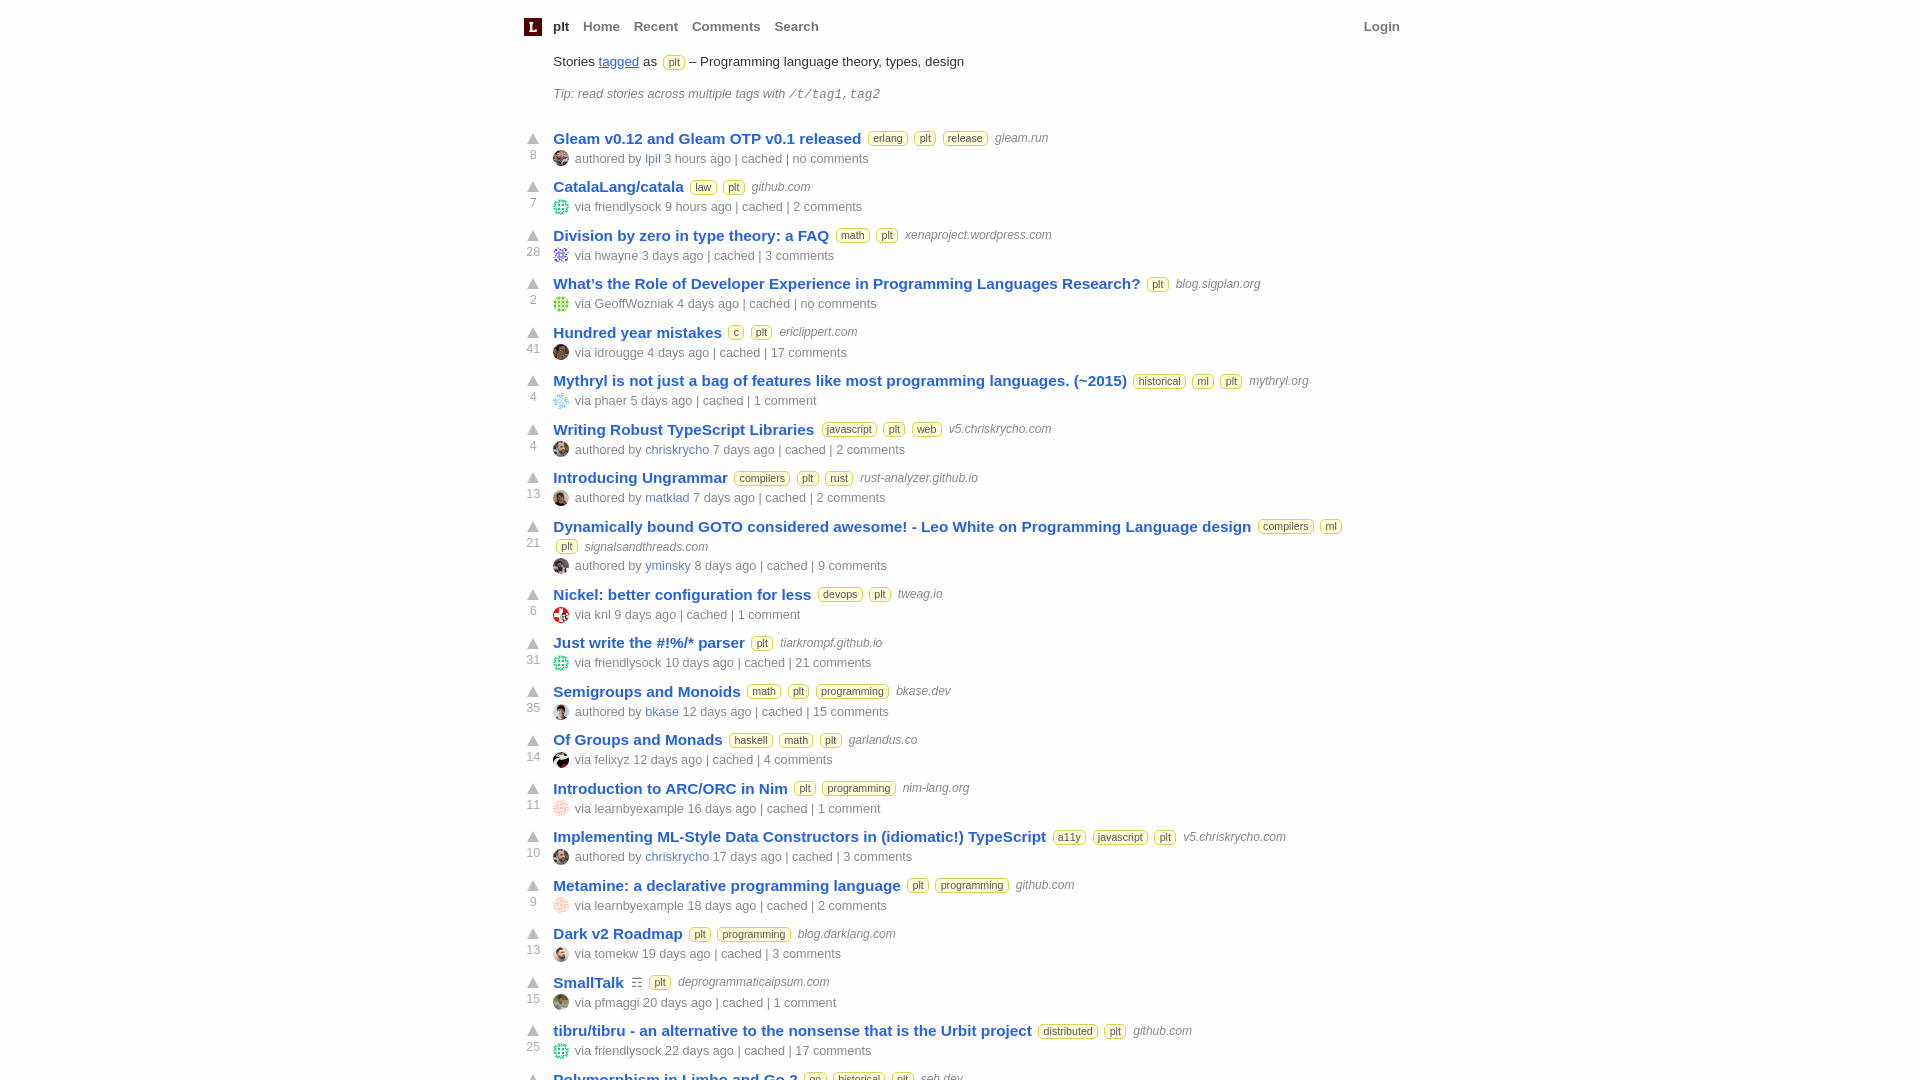 L plt Home Recent Comments Search Login
Stories tagged as plt – Programming language theory, types, design
Tip: read stories across multiple tags with /t/tag1,tag2
Gleam v0.12 and Gleam OTP v0.1 released erlang plt release gleam.run
8 authored by lpil 3 hours ago | cached | no comments
CatalaLang/catala law plt github.com
7 via friendlysock 9 hours ago | cached | 2 comments
Division by zero in type theory: a FAQ math plt xenaproject.wordpress.com
28 via hwayne 3 days ago | cached | 3 comments
What’s the Role of Developer Experience in Programming Languages Research? plt blog.sigplan.org
2 via GeoffWozniak 4 days ago | cached | no comments
Hundred year mistakes c plt ericlippert.com
41 via idrougge 4 days ago | cached | 17 comments
Mythryl is not just a bag of features like most programming languages. (~2015) historical ml plt mythryl.org
4 via phaer 5 days ago | cached | 1 comment
Writing Robust TypeScript Libraries javascript plt web v5.chriskrycho.com
4 authored by chriskrycho 7 days ago | cached | 2 comments
Introducing Ungrammar compilers plt rust rust-analyzer.github.io
13 authored by matklad 7 days ago | cached | 2 comments
Dynamically bound GOTO considered awesome! - Leo White on Programming Language design compilers ml
21 plt signalsandthreads.com
authored by yminsky 8 days ago | cached | 9 comments
Nickel: better configuration for less devops plt tweag.io
6 via knl 9 days ago | cached | 1 comment
Just write the #!%/* parser plt tiarkrompf.github.io
31 via friendlysock 10 days ago | cached | 21 comments
Semigroups and Monoids math plt programming bkase.dev
35 authored by bkase 12 days ago | cached | 15 comments
Of Groups and Monads haskell math plt garlandus.co
14 via felixyz 12 days ago | cached | 4 comments
Introduction to ARC/ORC in Nim plt programming nim-lang.org
11 via learnbyexample 16 days ago | cached | 1 comment
Implementing ML-Style Data Constructors in (idiomatic!) TypeScript a11y javascript plt v5.chriskrycho.com
10 authored by chriskrycho 17 days ago | cached | 3 comments
Metamine: a declarative programming language plt programming github.com
9 via learnbyexample 18 days ago | cached | 2 comments
Dark v2 Roadmap plt programming blog.darklang.com
13 via tomekw 19 days ago | cached | 3 comments
SmallTalk ☶ plt deprogrammaticaipsum.com
15 via pfmaggi 20 days ago | cached | 1 comment
tibru/tibru - an alternative to the nonsense that is the Urbit project distributed plt github.com
25 via friendlysock 22 days ago | cached | 17 comments
Polymorphism in Limbo and Go 2 go historical plt seh.dev